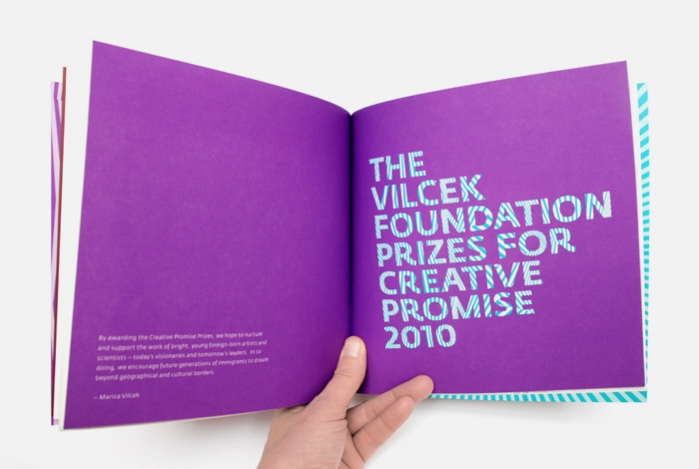 By awarding the Creative Promise Prizes, we hope to nurture
and support the work of bright, young foreign-born artists and
scientists – today's visionaries and tomorrow's leaders. In so
doing, we encourage future generations of immigrants to dream
beyond geographical and cultural borders.
– Marica Vilcek
THE
VILCEK
FOUNDATION
PRIZES FOR
CREATIVE
PROMISE
2010